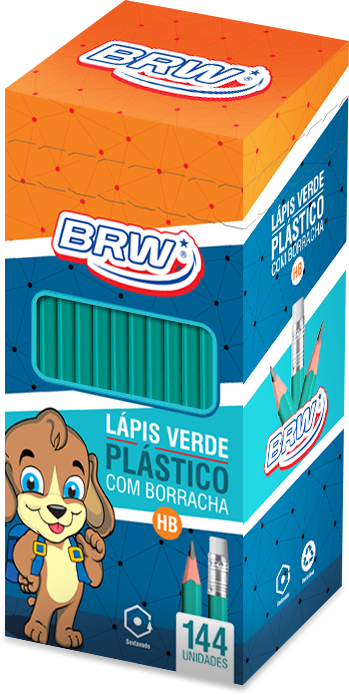 BRW
BRW
LÁPIS VERDE
PLÁSTICO
COM BORRACHA
HB
Sextavado
144
UNIDADES
LÁPIS VERDE
PLÁSTICO
COM BORRACHA
HB
BRW